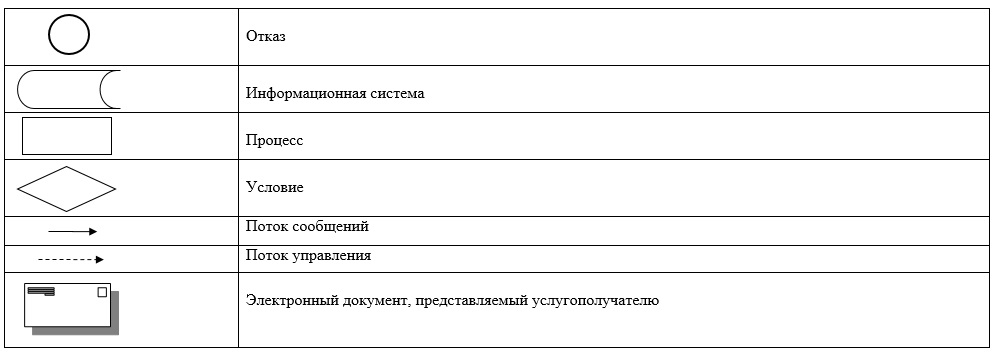 Отказ
Информационная система
Процесс
Условие
Поток сообщений
Поток управления
Электронный документ, представляемый услугополучателю